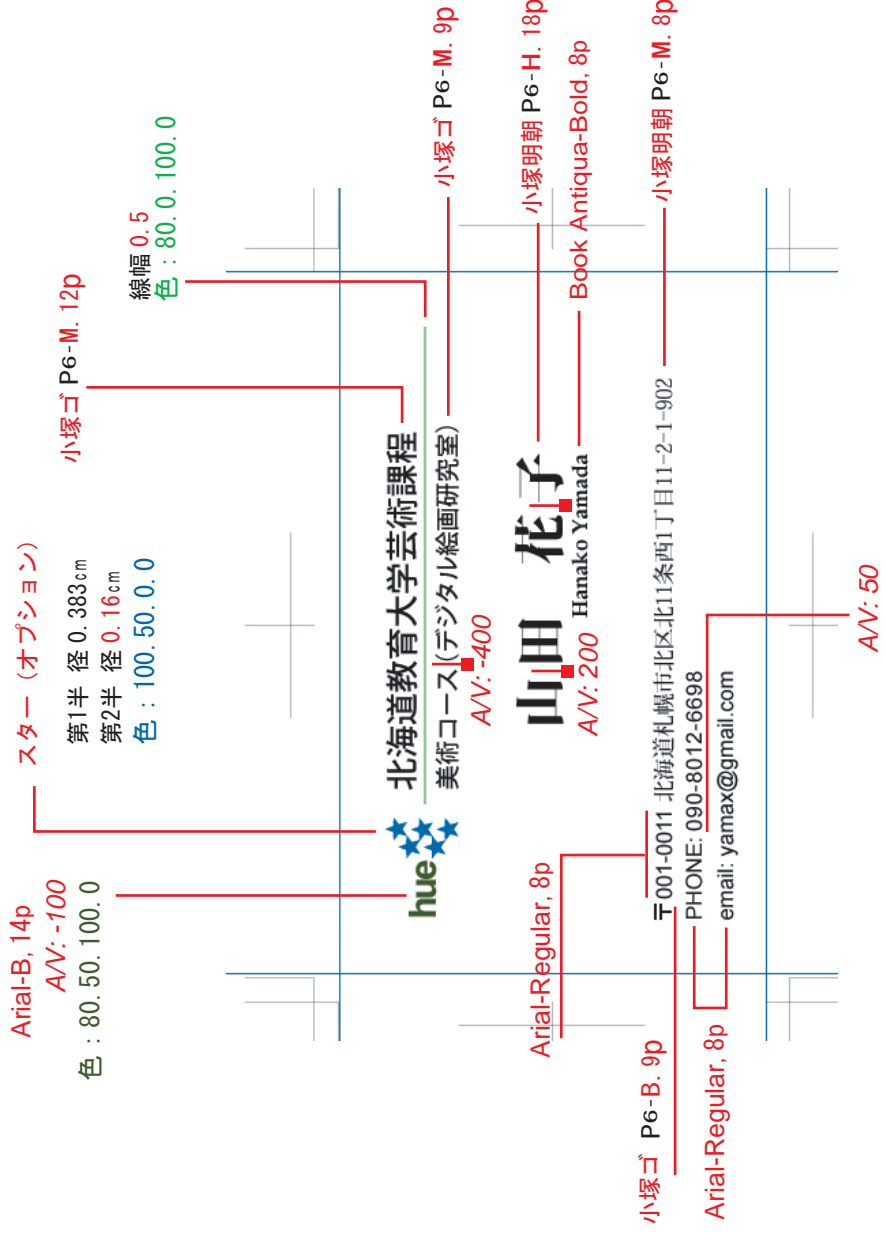 Arial-B, 14p
A/V: -100
色 : 80. 50. 100. 0
スター (オプション)
第1半 径 0. 383cm
第2半 径 0. 16cm
色 : 100. 50. 0. 0
小塚ゴ P6-M. 12p
線幅 0. 5
色 : 80. 0. 100. 0
hue
北海道教育大学芸術課程
美術コース(デジタル絵画研究室)
小塚ゴ P6-M. 9p
A/V: -400
山田 花子
小塚明朝 P6-H. 18p
A/V: 200
Hanako Yamada
Book Antiqua-Bold, 8p
Arial-Regular, 8p
〒001-0011 北海道札幌市北区北11条西1丁目11-2-1-902
小塚明朝 P6-M. 8p
PHONE: 090-8012-6698
email: yamax@gmail.com
小塚ゴ P6-B. 9p
Arial-Regular, 8p
A/V: 50